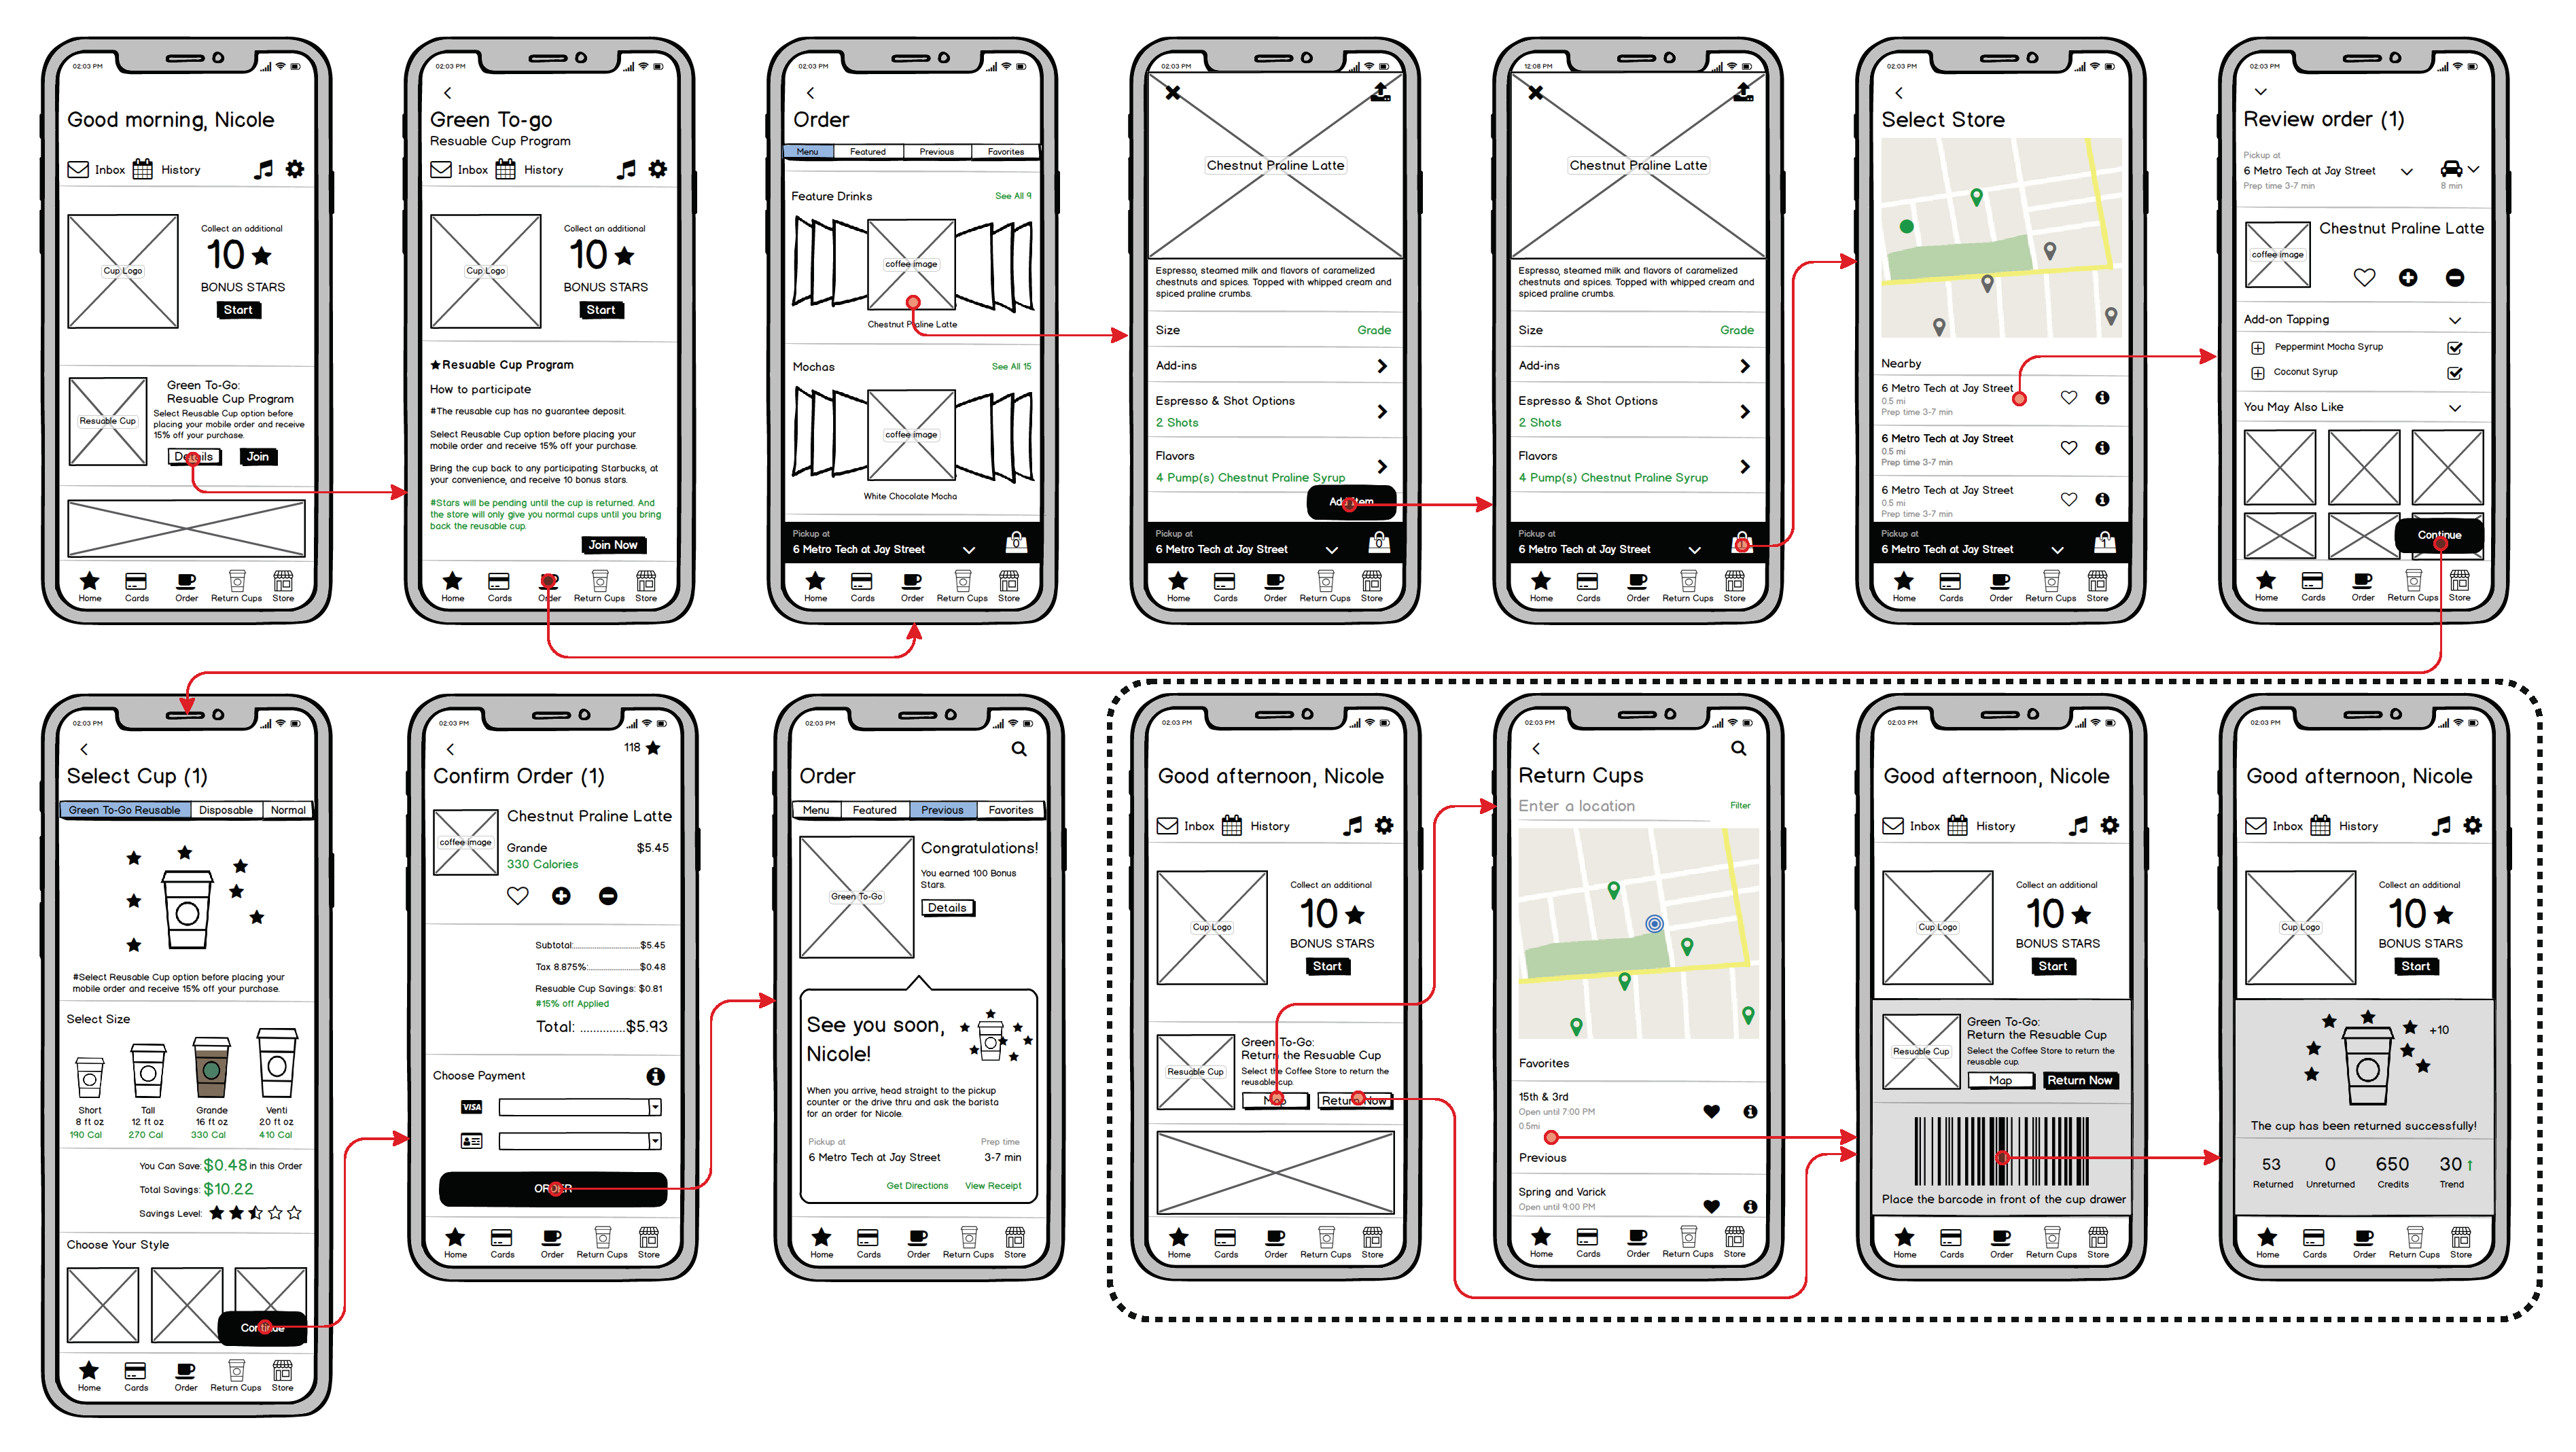 02:03 PM
Good morning, Nicole
Inbox
History
Cup Logo
Collect an additional
10
BONUS STARS
Start
Resuable Cup
Green To-Go:
Resuable Cup Program
Select Reusable Cup option before
placing your mobile order and receive
15% off your purchase.
Details
Join
Home
Cards
Order
Return Cups
Store
02:03 PM
Green To-go
Resuable Cup Program
Inbox
History
Cup Logo
Collect an additional
10
BONUS STARS
Start
Resuable Cup Program
How to participate
#The reusable cup has no guarantee deposit.
Select Reusable Cup option before placing your
mobile order and receive 15% off your purchase.
Bring the cup back to any participating Starbucks, at
your convenience, and receive 10 bonus stars.
#Stars will be pending until the cup is returned. And
the store will only give you normal cups until you bring
back the reusable cup.
Join Now
Home
Cards
Order
Return Cups
Store
02:03 PM
Order
Menu
Featured
Previous
Favorites
Feature Drinks
See All 9
coffee image
Chestnut Praline Latte
Mochas
See All 15
coffee image
White Chocolate Mocha
Pickup at
6 Metro Tech at Jay Street
0
Home
Cards
Order
Return Cups
Store
02:03 PM
Chestnut Praline Latte
Espresso, steamed milk and flavors of caramelized
chestnuts and spices. Topped with whipped cream and
spiced praline crumbs.
Size
Grade
Add-ins
Espresso & Shot Options
2 Shots
Flavors
4 Pump(s) Chestnut Praline Syrup
Add item
Pickup at
6 Metro Tech at Jay Street
0
Home
Cards
Order
Return Cups
Store
12:08 PM
Chestnut Praline Latte
Espresso, steamed milk and flavors of caramelized
chestnuts and spices. Topped with whipped cream and
spiced praline crumbs.
Size
Grade
Add-ins
Espresso & Shot Options
2 Shots
Flavors
4 Pump(s) Chestnut Praline Syrup
Pickup at
6 Metro Tech at Jay Street
Home
Cards
Order
Return Cups
Store
02:03 PM
Select Store
Nearby
6 Metro Tech at Jay Street
0.5 mi
Prep time 3-7 min
6 Metro Tech at Jay Street
0.5 mi
Prep time 3-7 min
6 Metro Tech at Jay Street
0.5 mi
Prep time 3-7 min
Pickup at
6 Metro Tech at Jay Street
1
Home
Cards
Order
Return Cups
Store
02:03 PM
Review order (1)
Pickup at
6 Metro Tech at Jay Street
Prep time 3-7 min
8 min
coffee image
Chestnut Praline Latte
Add-on Tapping
Peppermint Mocha Syrup
Coconut Syrup
You May Also Like
Continue
Home
Cards
Order
Return Cups
Store
02:03 PM
Select Cup (1)
Green To-Go Reusable
Disposable
Normal
#Select Reusable Cup option before placing your
mobile order and receive 15% off your purchase.
Select Size
Short
8 ft oz
190 Cal
Tall
12 ft oz
270 Cal
Grande
16 ft oz
330 Cal
Venti
20 ft oz
410 Cal
You Can Save: $0.48 in this Order
Total Savings: $10.22
Savings Level:
Choose Your Style
Continue
Home
Cards
Order
Return Cups
Store
02:03 PM
118
Confirm Order (1)
coffee image
Chestnut Praline Latte
Grande
$5.45
330 Calories
Subtotal:..........................$5.45
Tax 8.875%:....................$0.48
Resuable Cup Savings: $0.81
#15% off Applied
Total: ..............$5.93
Choose Payment
VISA
ORDER
Home
Cards
Order
Return Cups
Store
02:03 PM
Order
Menu
Featured
Previous
Favorites
Green To-Go
Congratulations!
You earned 100 Bonus
Stars.
Details
See you soon,
Nicole!
When you arrive, head straight to the pickup
counter or the drive thru and ask the barista
for an order for Nicole.
Pickup at
6 Metro Tech at Jay Street
Prep time
3-7 min
Get Directions
View Receipt
Home
Cards
Order
Return Cups
Store
02:03 PM
Good afternoon, Nicole
Inbox
History
Cup Logo
Collect an additional
10
BONUS STARS
Start
Resuable Cup
Green To-Go:
Return the Resuable Cup
Select the Coffee Store to return the
reusable cup.
Map
Return Now
Home
Cards
Order
Return Cups
Store
02:03 PM
Return Cups
Enter a location
Filter
Favorites
15th & 3rd
Open until 7:00 PM
0.5mi
Previous
Spring and Varick
Open until 9:00 PM
Home
Cards
Order
Return Cups
Store
02:03 PM
Good afternoon, Nicole
Inbox
History
Cup Logo
Collect an additional
10
BONUS STARS
Start
Resuable Cup
Green To-Go:
Return the Resuable Cup
Select the Coffee Store to return the
reusable cup.
Map
Return Now
Place the barcode in front of the cup drawer
Home
Cards
Order
Return Cups
Store
02:03 PM
Good afternoon, Nicole
Inbox
History
Cup Logo
Collect an additional
10
BONUS STARS
Start
+10
The cup has been returned successfully!
53
Returned
0
Unreturned
650
Credits
30
Trend
Home
Cards
Order
Return Cups
Store